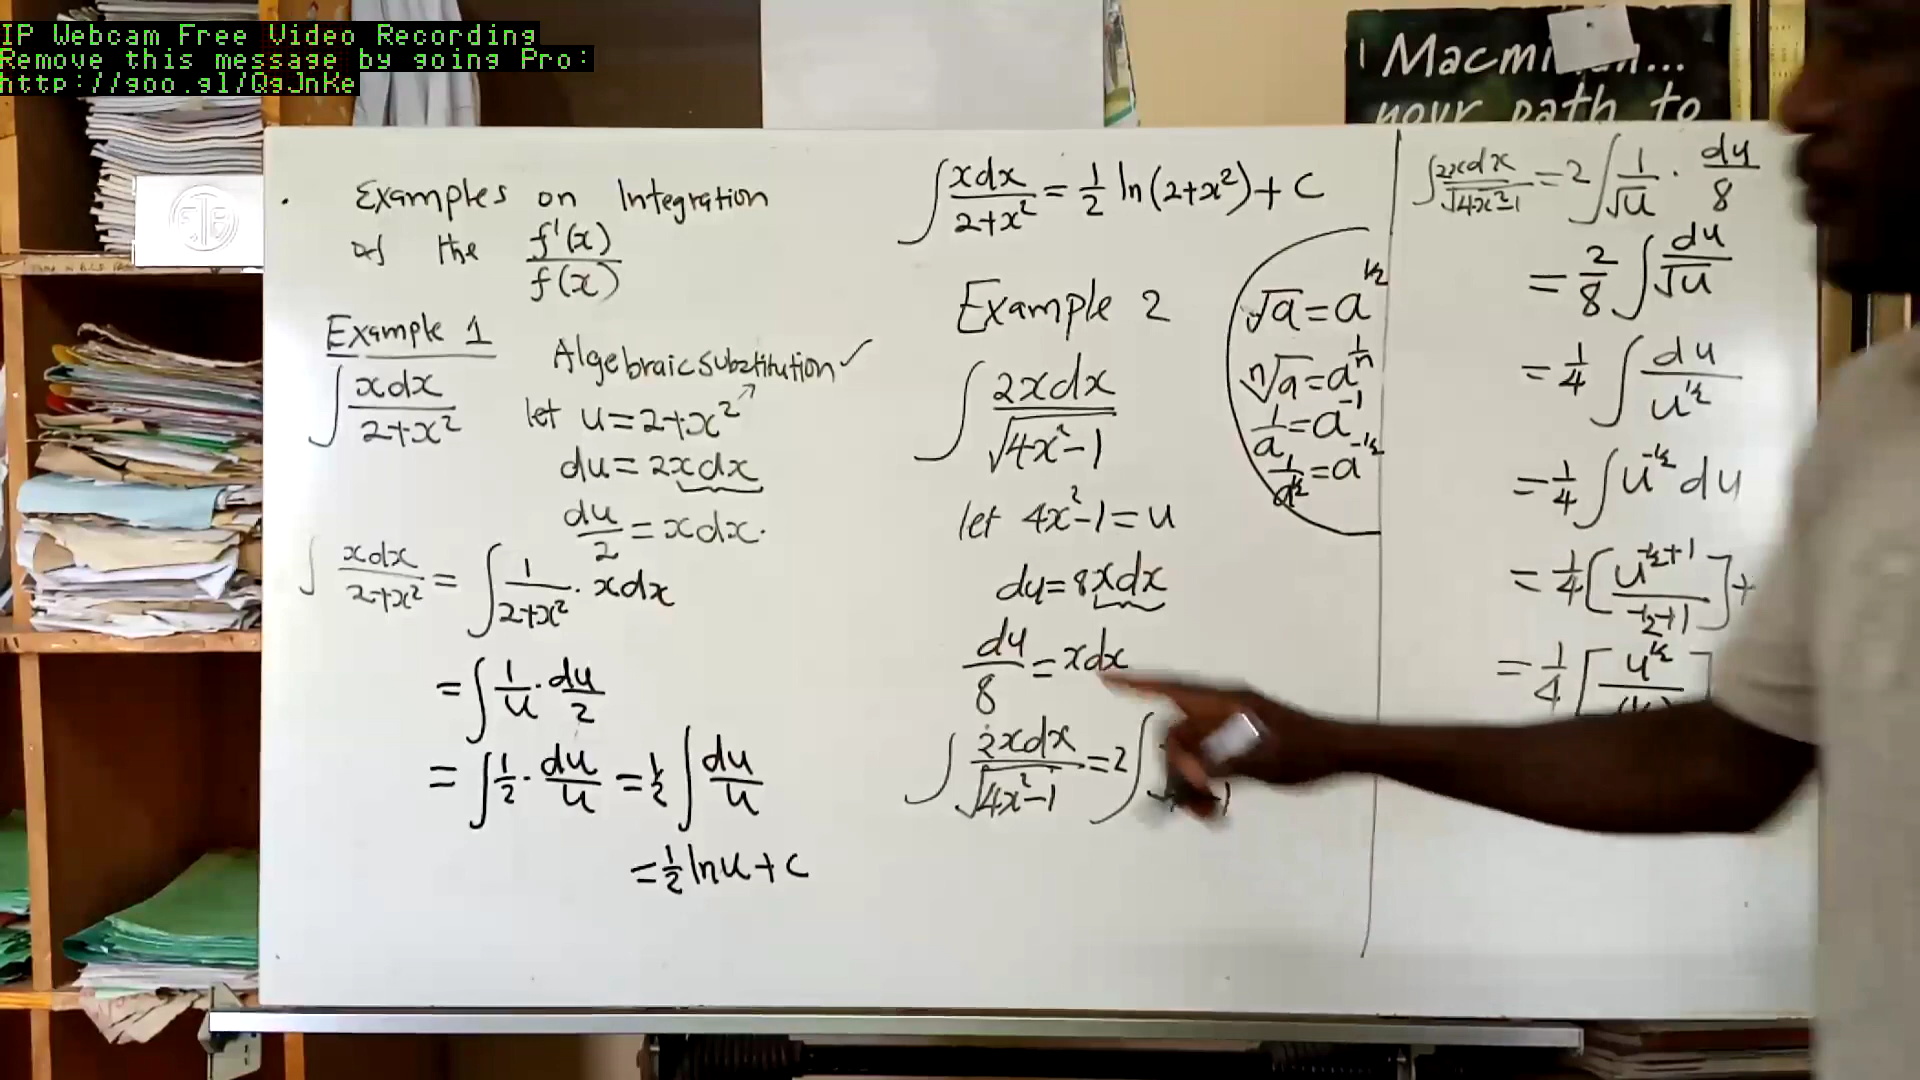 IP Webcam Free Video Recording
Remove this message by going Pro:
http://goo.gl/QgJnKe
Macmi...
your path to
Examples on Integration
of the f'(x)/f(x)
Example 1
∫ xdx/2+x²
Algebraic substitution ✓
let u = 2+x²
du = 2xdx
du/2 = xdx.
∫ xdx/2+x² = ∫ 1/2+x² · xdx
= ∫ 1/u · du/2
= ∫ 1/2 · du/u = ½ ∫ du/u
= ½ ln u + c
∫ xdx/2+x² = ½ ln(2+x²) + c
Example 2
∫ 2xdx/√4x²-1
let 4x²-1 = u
du = 8xdx
du/8 = xdx
∫ 2xdx/√4x²-1 = 2 ∫
√a = a^½
ⁿ√a = a^1/n
1/a = a^-1
1/a^½ = a^-½
∫ 2xdx/√4x²-1 = 2 ∫ 1/√u · du/8
= 2/8 ∫ du/√u
= ¼ ∫ du/u^½
= ¼ ∫ u^-½ du
= ¼ [u^-½+1/-½+1] +
= ¼ [u^½/(½)]